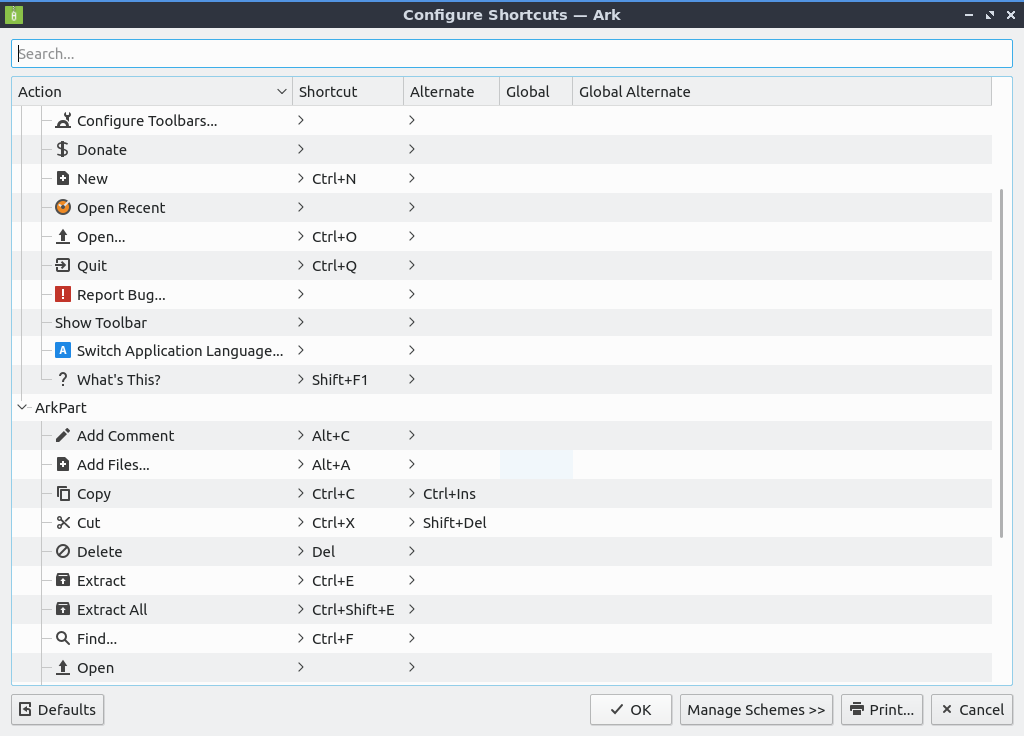 Configure Shortcuts — Ark
Search...
Action Shortcut Alternate Global Global Alternate
Configure Toolbars...
Donate
New Ctrl+N
Open Recent
Open... Ctrl+O
Quit Ctrl+Q
Report Bug...
Show Toolbar
Switch Application Language...
What's This? Shift+F1
ArkPart
Add Comment Alt+C
Add Files... Alt+A
Copy Ctrl+C Ctrl+Ins
Cut Ctrl+X Shift+Del
Delete Del
Extract Ctrl+E
Extract All Ctrl+Shift+E
Find... Ctrl+F
Open
Defaults OK Manage Schemes >> Print... Cancel